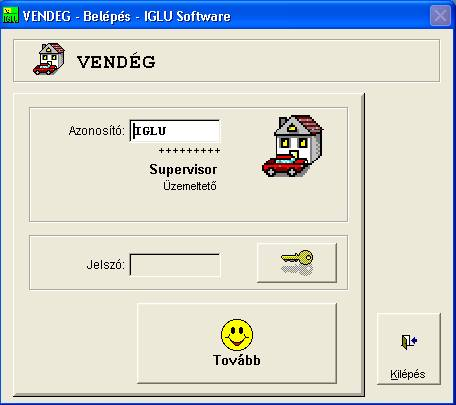 VENDEG - Belépés - IGLU Software
VENDÉG
Azonosító: IGLU
+++++++++
Supervisor
Üzemeltető
Jelszó:
Tovább
Kilépés